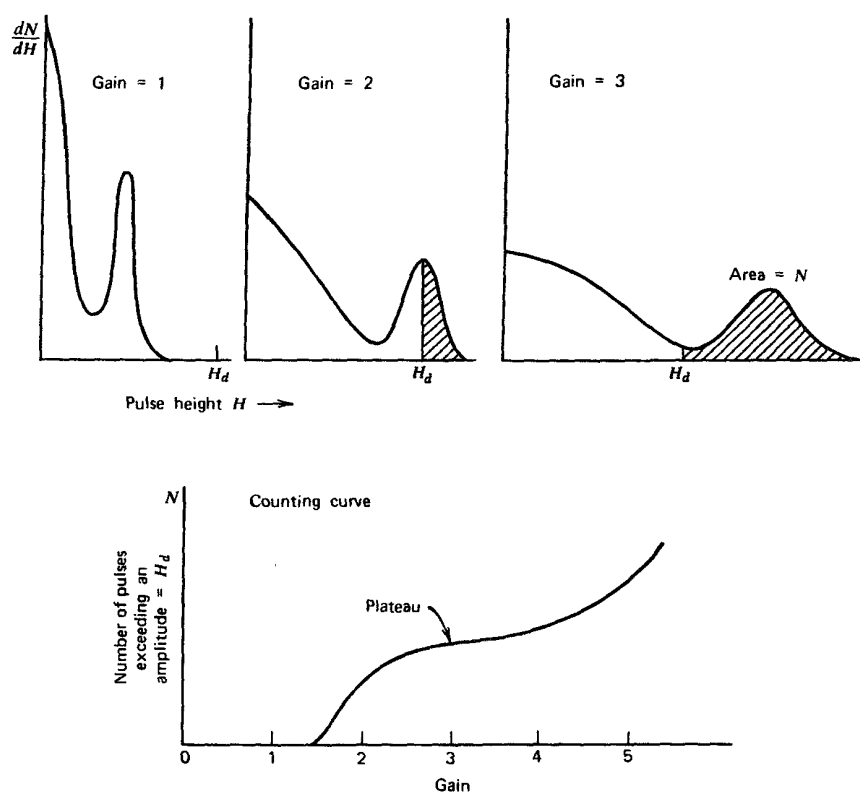 dN
dH
Gain = 1
Gain = 2
Gain = 3
Area = N
H_d
H_d
H_d
Pulse height H ⟶
N
Counting curve
Number of pulses
exceeding an
amplitude = H_d
Plateau
0 1 2 3 4 5
Gain